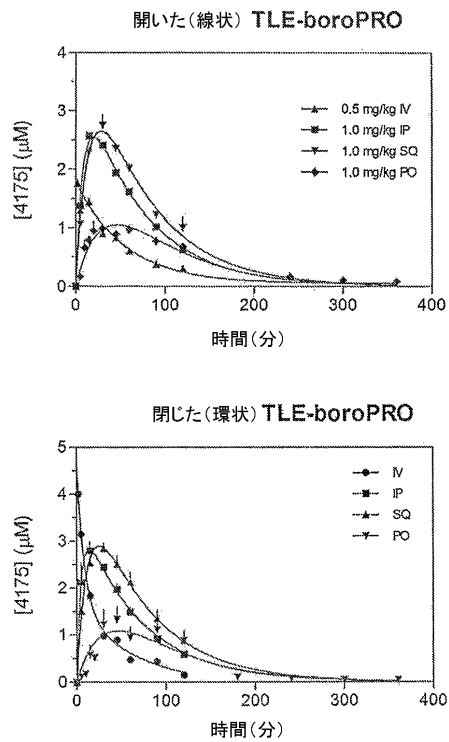 開いた(線状) TLE-boroPRO
4
3
2
1
0
[4175] (μM)
0.5 mg/kg IV
1.0 mg/kg IP
1.0 mg/kg SQ
1.0 mg/kg PO
0 100 200 300 400
時間(分)
閉じた(環状) TLE-boroPRO
5
4
3
2
1
0
[4175] (μM)
IV
IP
SQ
PO
0 100 200 300 400
時間(分)